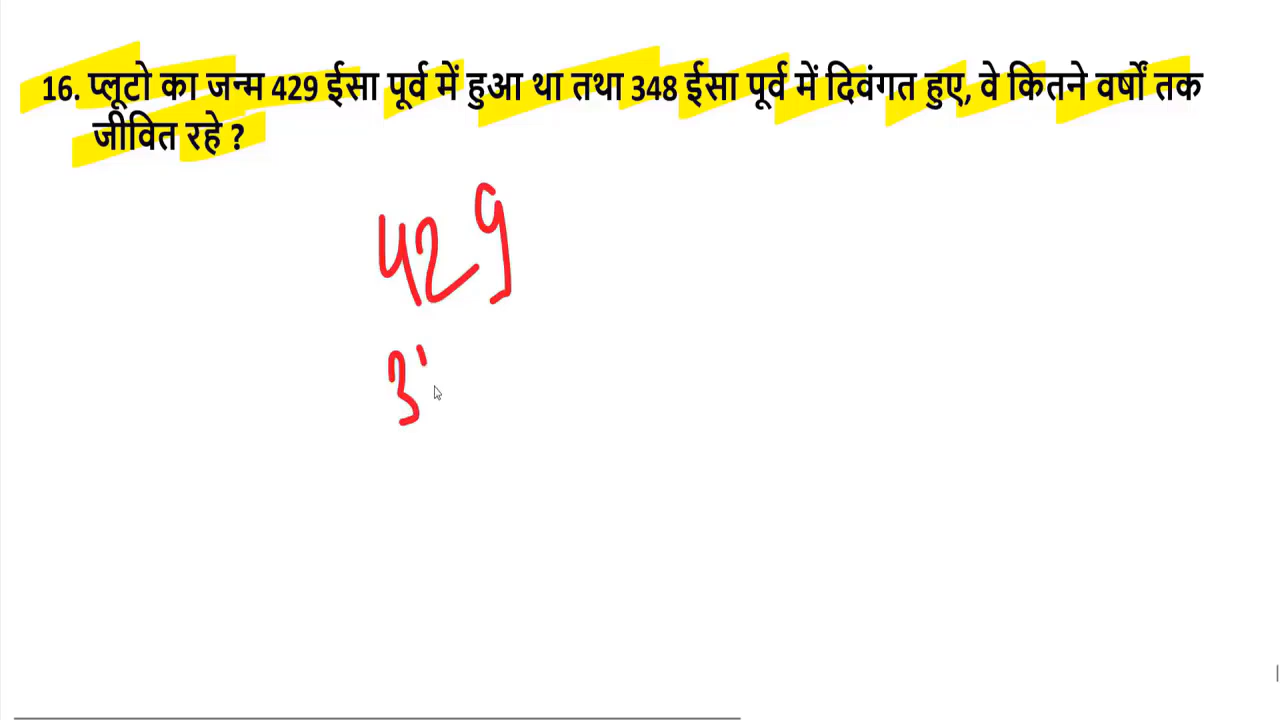 16. प्लूटो का जन्म 429 ईसा पूर्व में हुआ था तथा 348 ईसा पूर्व में दिवंगत हुए, वे कितने वर्षों तक
जीवित रहे ?
429
3